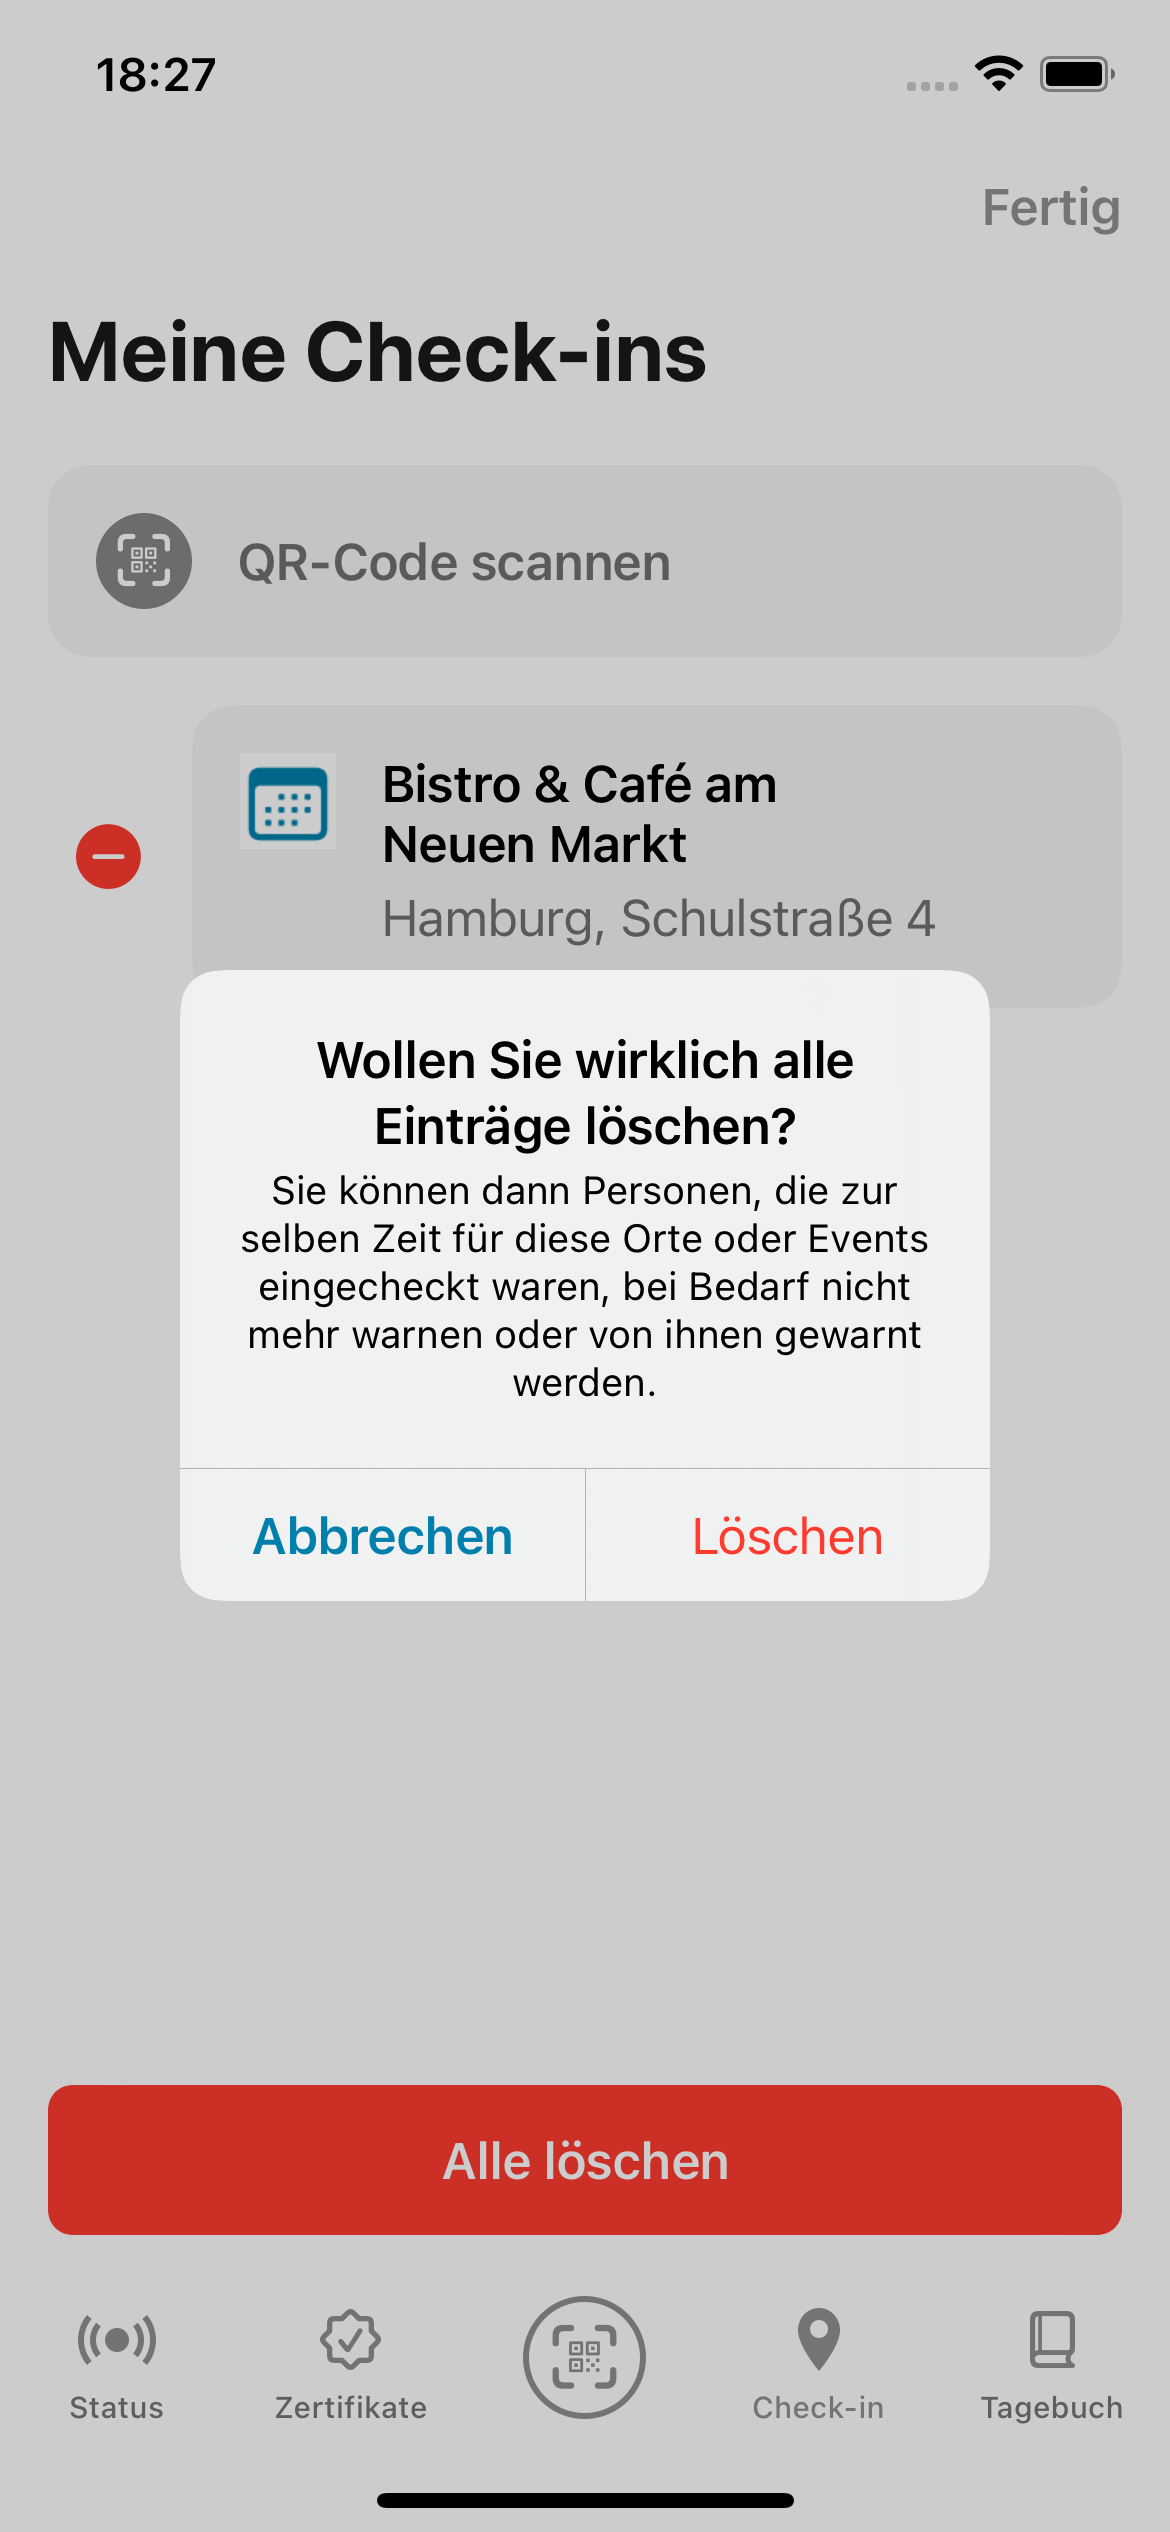 18:27
Fertig
Meine Check-ins
QR-Code scannen
Bistro & Café am
Neuen Markt
Hamburg, Schulstraße 4
Wollen Sie wirklich alle
Einträge löschen?
Sie können dann Personen, die zur
selben Zeit für diese Orte oder Events
eingecheckt waren, bei Bedarf nicht
mehr warnen oder von ihnen gewarnt
werden.
Abbrechen
Löschen
Alle löschen
Status
Zertifikate
Check-in
Tagebuch